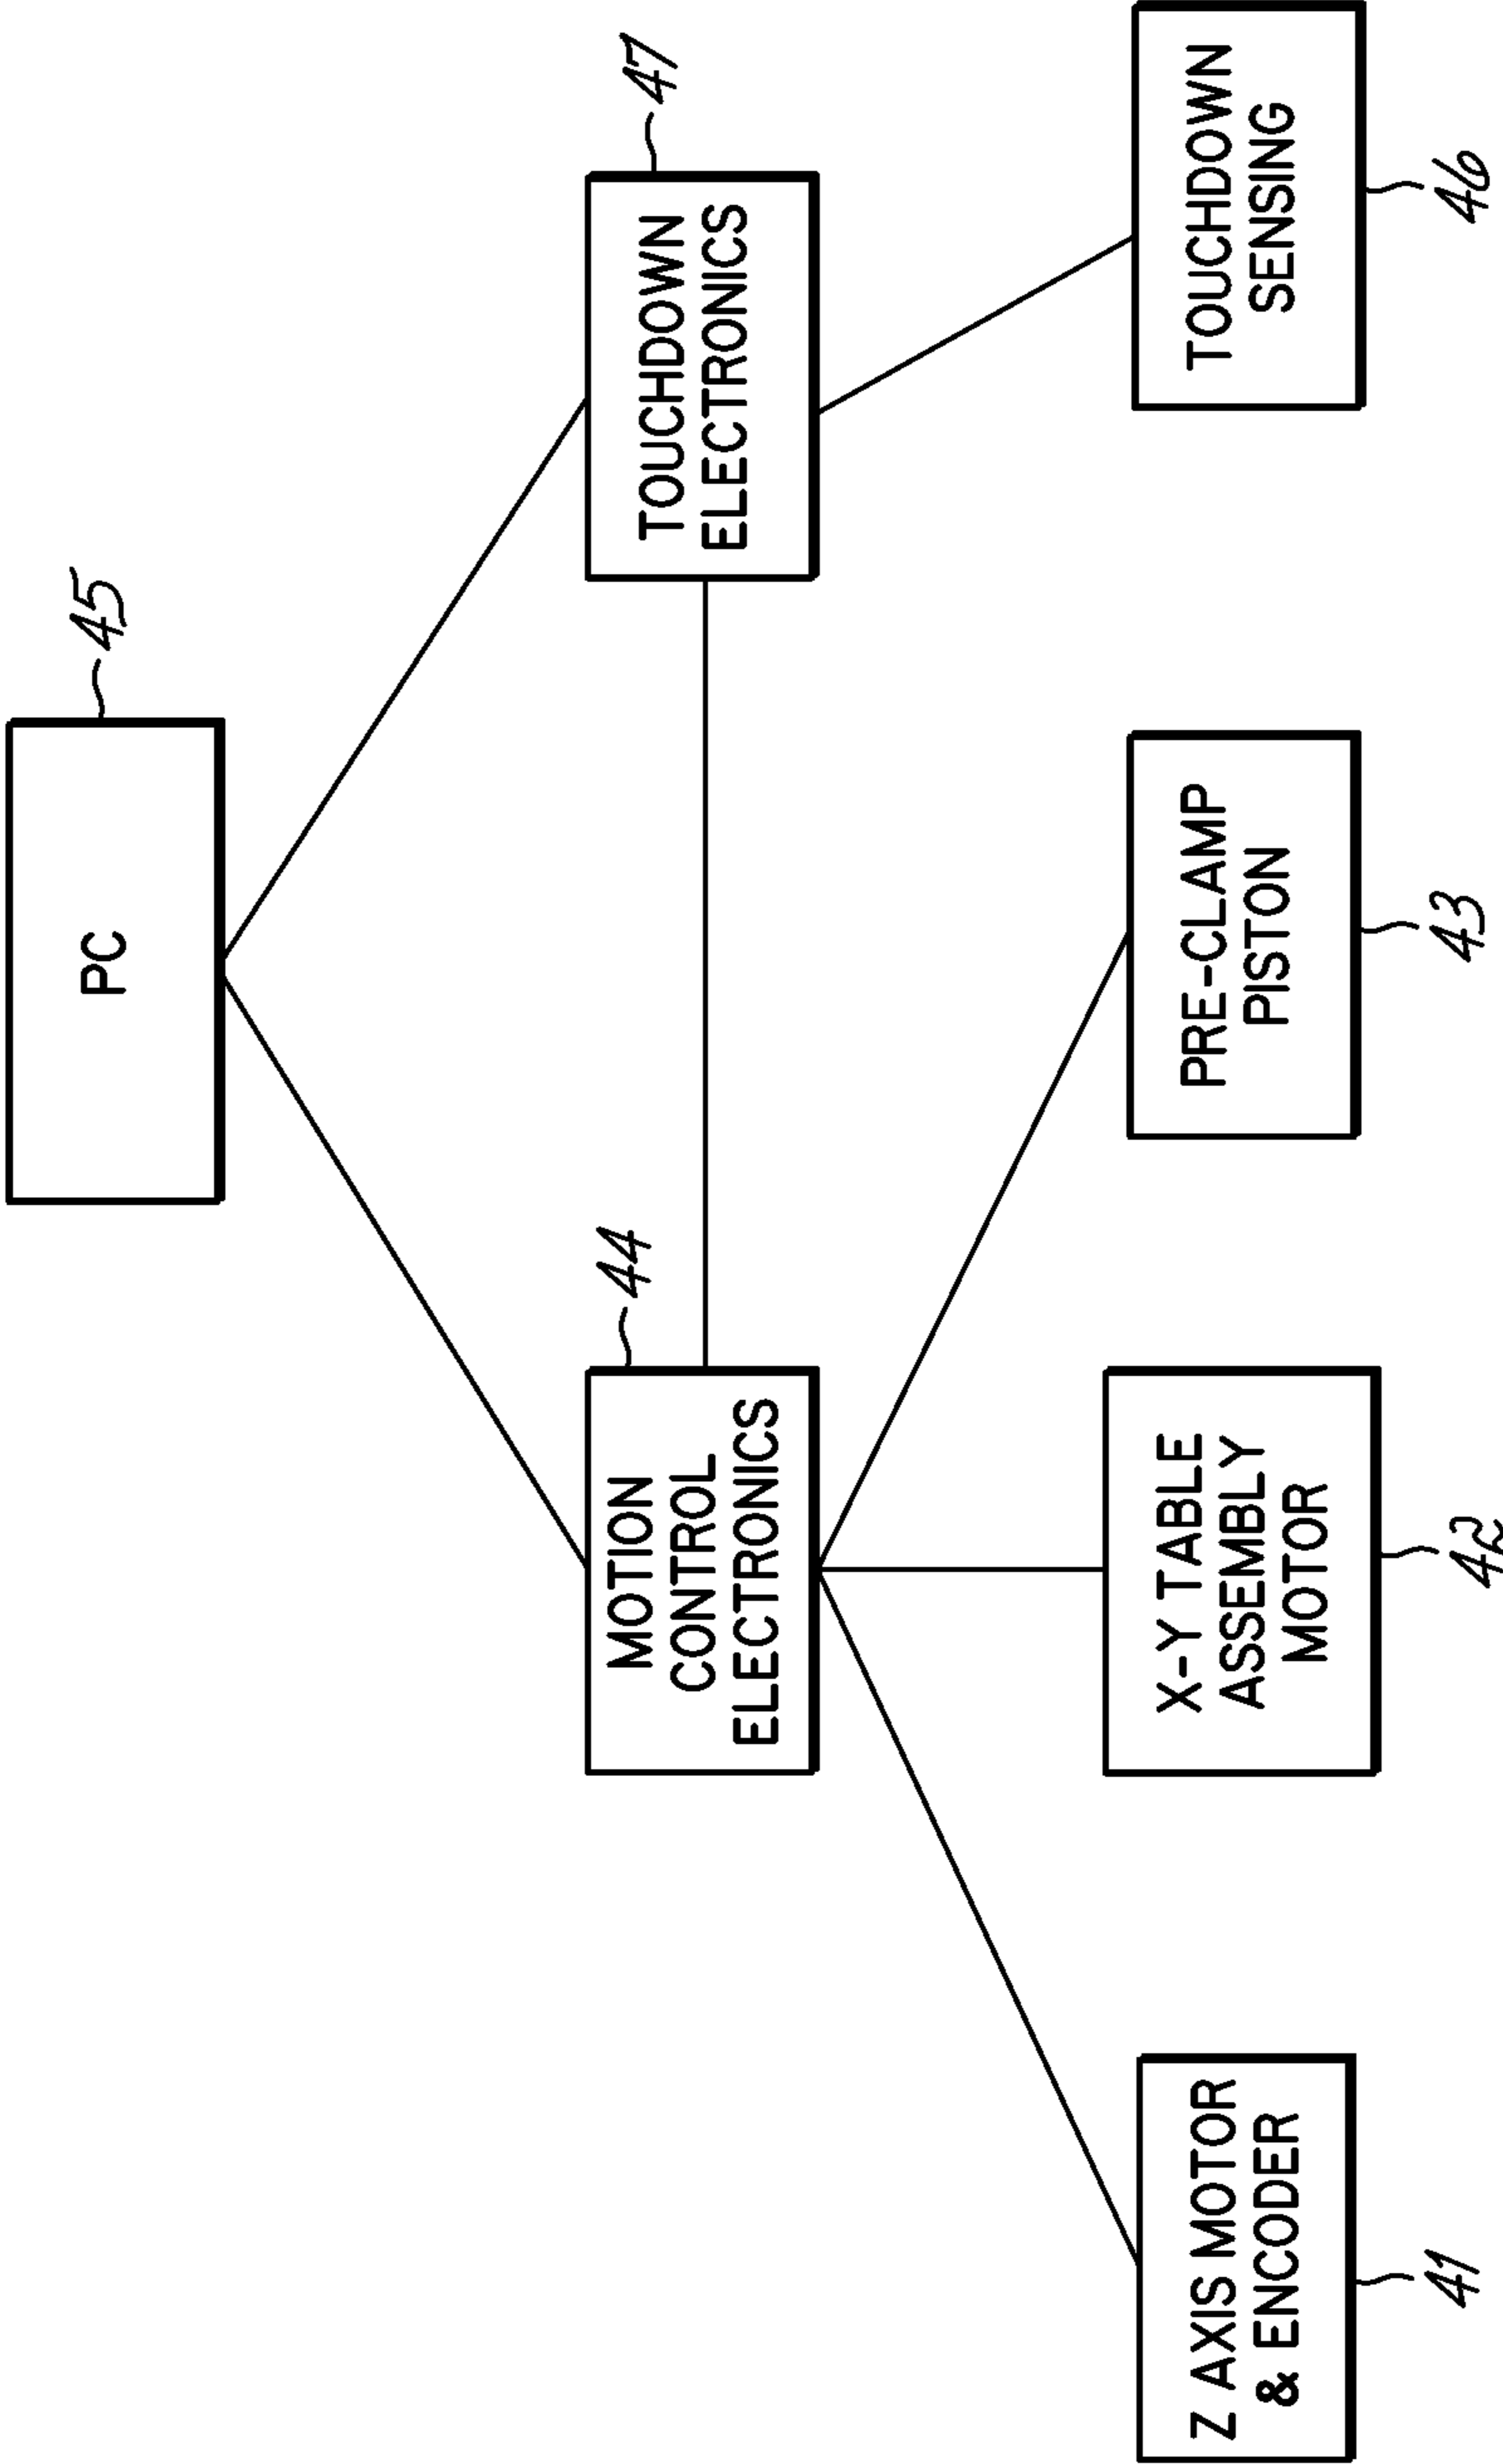 PC
45
MOTION
CONTROL
ELECTRONICS
44
TOUCHDOWN
ELECTRONICS
47
Z AXIS MOTOR
& ENCODER
41
X-Y TABLE
ASSEMBLY
MOTOR
42
PRE-CLAMP
PISTON
43
TOUCHDOWN
SENSING
46